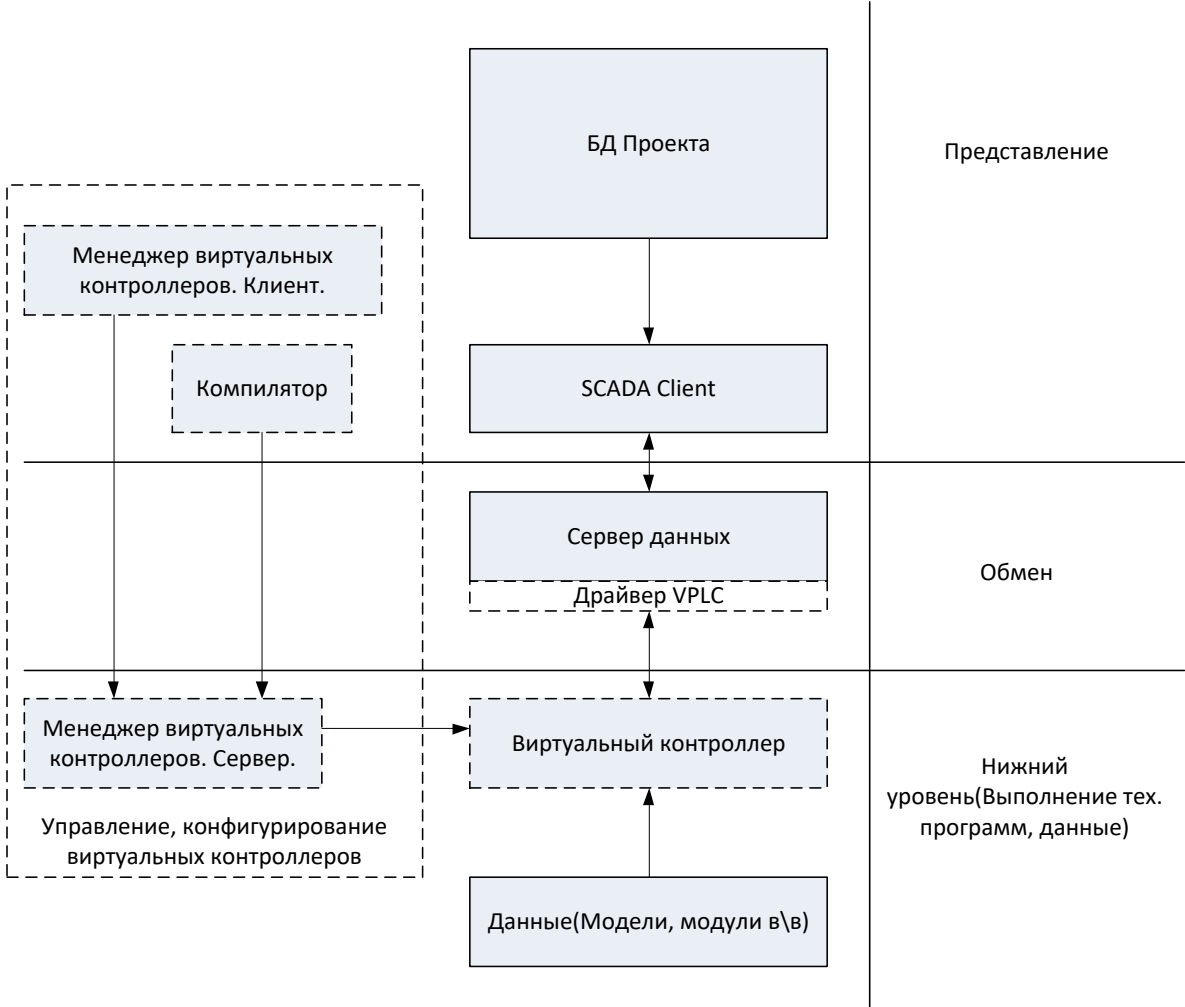 БД Проекта
Представление
Менеджер виртуальных
контроллеров. Клиент.
Компилятор
SCADA Client
Сервер данных
Драйвер VPLC
Обмен
Менеджер виртуальных
контроллеров. Сервер.
Виртуальный контроллер
Нижний
уровень(Выполнение тех.
программ, данные)
Управление, конфигурирование
виртуальных контроллеров
Данные(Модели, модули в\в)